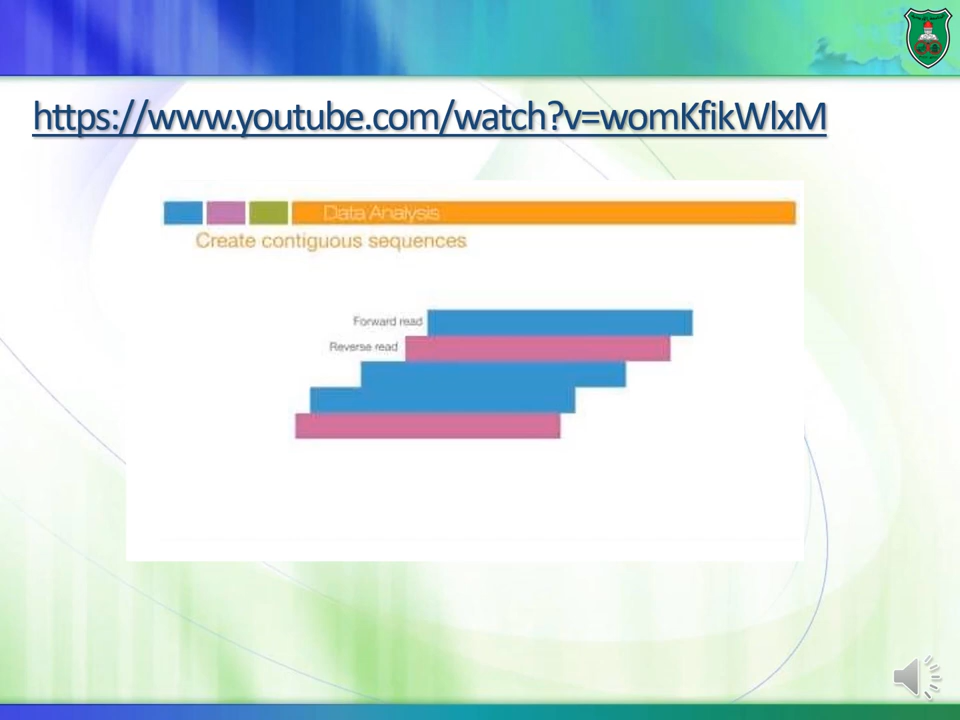 https://www.youtube.com/watch?v=womKfikWlxM
Data Analysis
Create contiguous sequences
Forward read
Reverse read